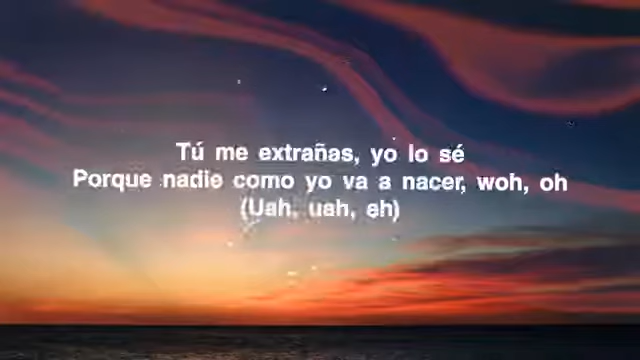 Tú me extrañas, yo lo sé
Porque nadie como yo va a nacer, woh, oh
(Uah, uah, eh)